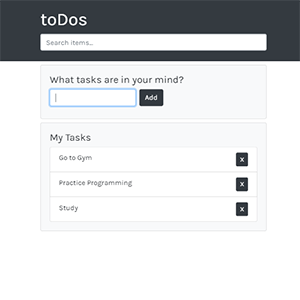 toDos
Search items...
What tasks are in your mind?
Add
My Tasks
Go to Gym
X
Practice Programming
X
Study
X